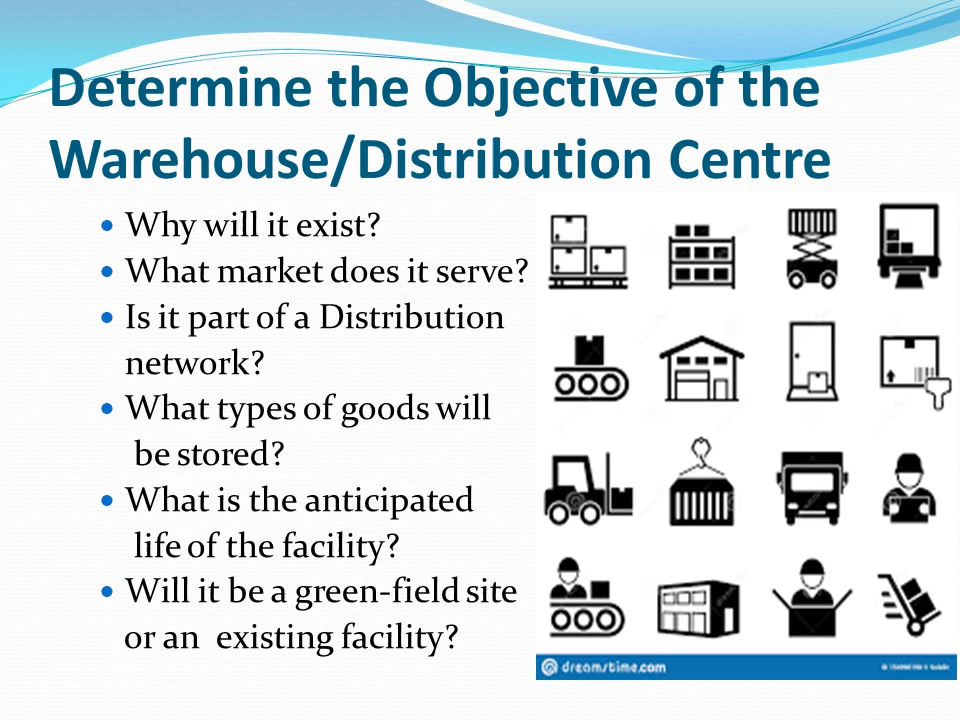 Determine the Objective of the
Warehouse/Distribution Centre
• Why will it exist?
• What market does it serve?
• Is it part of a Distribution
network?
• What types of goods will
be stored?
• What is the anticipated
life of the facility?
• Will it be a green-field site
or an existing facility?
dreamstime.com